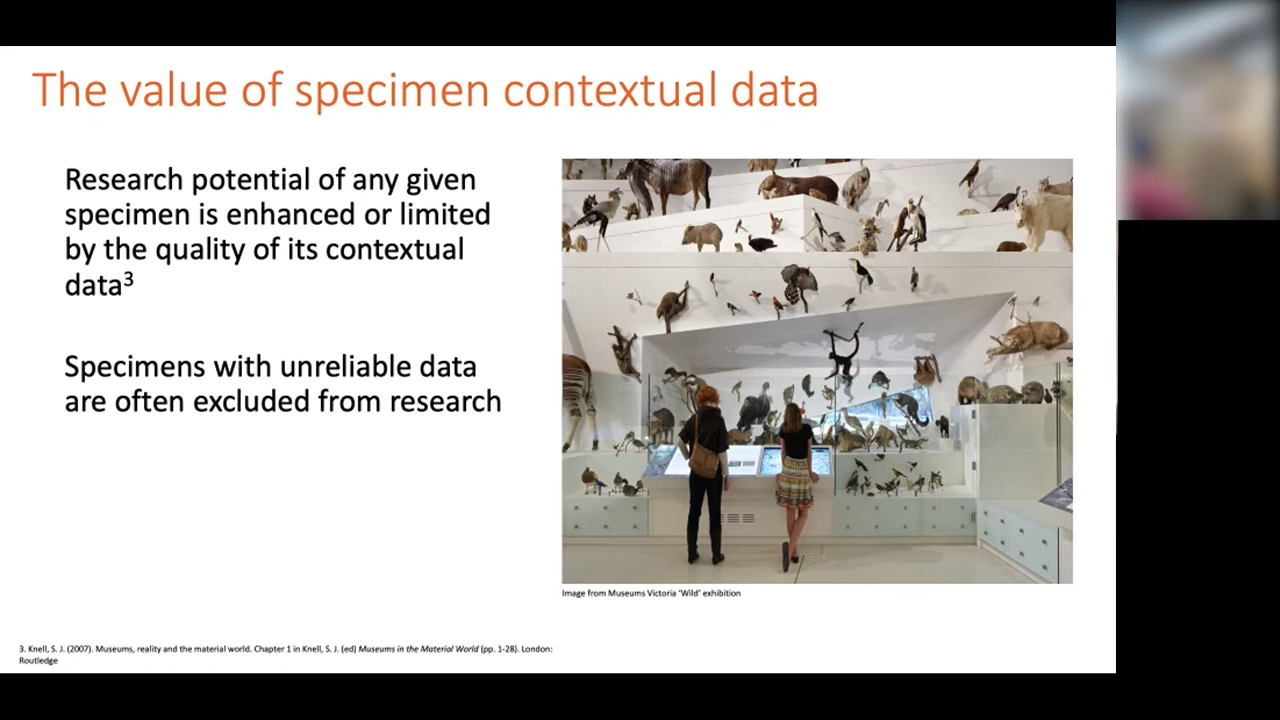 The value of specimen contextual data
Research potential of any given
specimen is enhanced or limited
by the quality of its contextual
data³
Specimens with unreliable data
are often excluded from research
Image from Museums Victoria ‘Wild’ exhibition
3. Knell, S. J. (2007). Museums, reality and the material world. Chapter 1 in Knell, S. J. (ed) Museums in the Material World (pp. 1-28). London:
Routledge